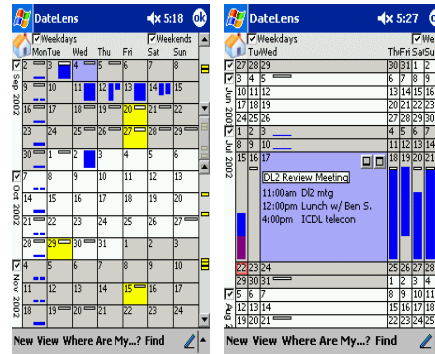 DateLens 5:18 ok
Weekdays Weekends
Mon Tue Wed Thu Fri Sat Sun
2 3 4 5 6 7 8
Sep 2002
9 10 11 12 13 14 15
16 17 18 19 20 21 22
23 24 25 26 27 28 29
30 1 2 3 4 5 6
Oct 2002
7 8 9 10 11 12 13
14 15 16 17 18 19 20
21 22 23 24 25 26 27
28 29 30 31 1 2 3
Nov 2002
4 5 6 7 8 9 10
11 12 13 14 15 16 17
18 19 20 21 22 23 24
New View Where Are My...? Find
DateLens 5:27
Weekdays We
Tu Wed Th Fri Sa Su
27 28 29 30 31 1 2
Jun 2002
3 4 5 6 7 8 9
10 11 12 13 14 15 16
17 18 19 20 21 22 23
24 25 26 27 28 29 30
Jul 2002
1 2 3 4 5 6 7
8 9 10 11 12 13 14
15 16 17 18 19 20 21
DL2 Review Meeting
11:00am Dl2 mtg
12:00pm Lunch w/ Ben S.
4:00pm ICDL telecon
22 23 24 25 26 27 28
29 30 31 1 2 3 4
Aug 2002
5 6 7 8 9 10 11
12 13 14 15 16 17 18
19 20 21 22 23 24 25
New View Where Are My...? Find